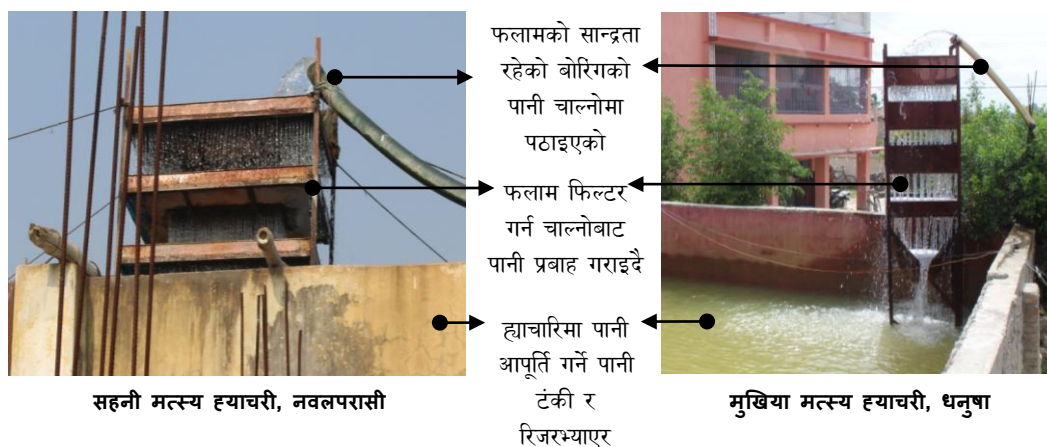 फलामको सान्द्रता
रहेको बोरिंगको
पानी चाल्नोमा
पठाइएको
फलाम फिल्टर
गर्न चाल्नोबाट
पानी प्रबाह गराइदै
ह्याचारिमा पानी
आपूर्ति गर्ने पानी
टंकी र
रिजरभ्याएर
सहनी मत्स्य ह्याचरी, नवलपरासी
मुखिया मत्स्य ह्याचरी, धनुषा